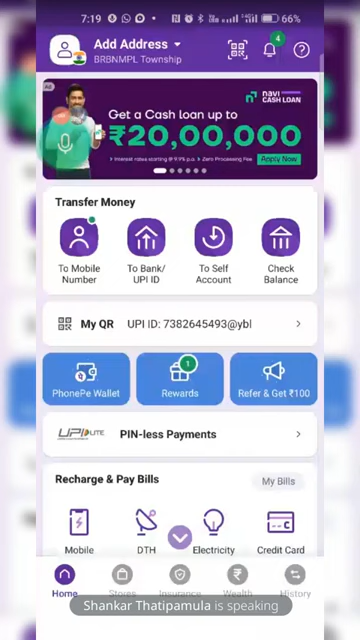 7:19
66%
Add Address
BRBNMPL Township
4
Ad
navi
CASH LOAN
Get a Cash loan up to
₹20,00,000
Interest rates starting @ 9.9% p.a. Zero Processing Fee Apply Now
Transfer Money
To Mobile Number
To Bank/ UPI ID
To Self Account
Check Balance
My QR UPI ID: 7382645493@ybl
PhonePe Wallet
1
Rewards
Refer & Get ₹100
UPI LITE PIN-less Payments
Recharge & Pay Bills My Bills
Mobile DTH Electricity Credit Card
Home Stores Insurance Wealth History
Shankar Thatipamula is speaking